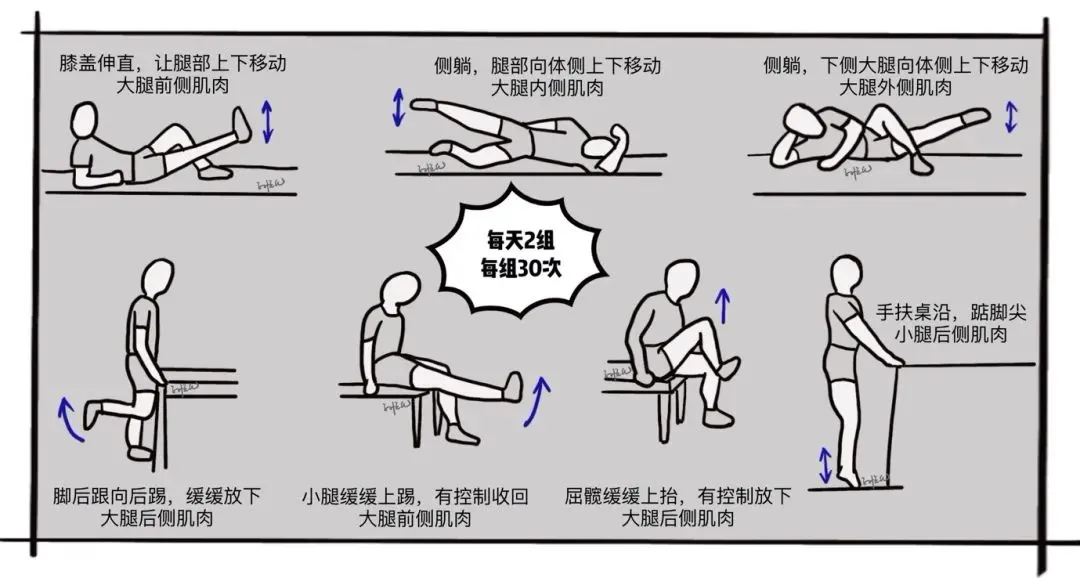 膝盖伸直，让腿部上下移动
大腿前侧肌肉
侧躺，腿部向体侧上下移动
大腿内侧肌肉
侧躺，下侧大腿向体侧上下移动
大腿外侧肌肉
每天2组
每组30次
手扶桌沿，踮脚尖
小腿后侧肌肉
脚后跟向后踢，缓缓放下
大腿后侧肌肉
小腿缓缓上踢，有控制收回
大腿前侧肌肉
屈髋缓缓上抬，有控制放下
大腿后侧肌肉